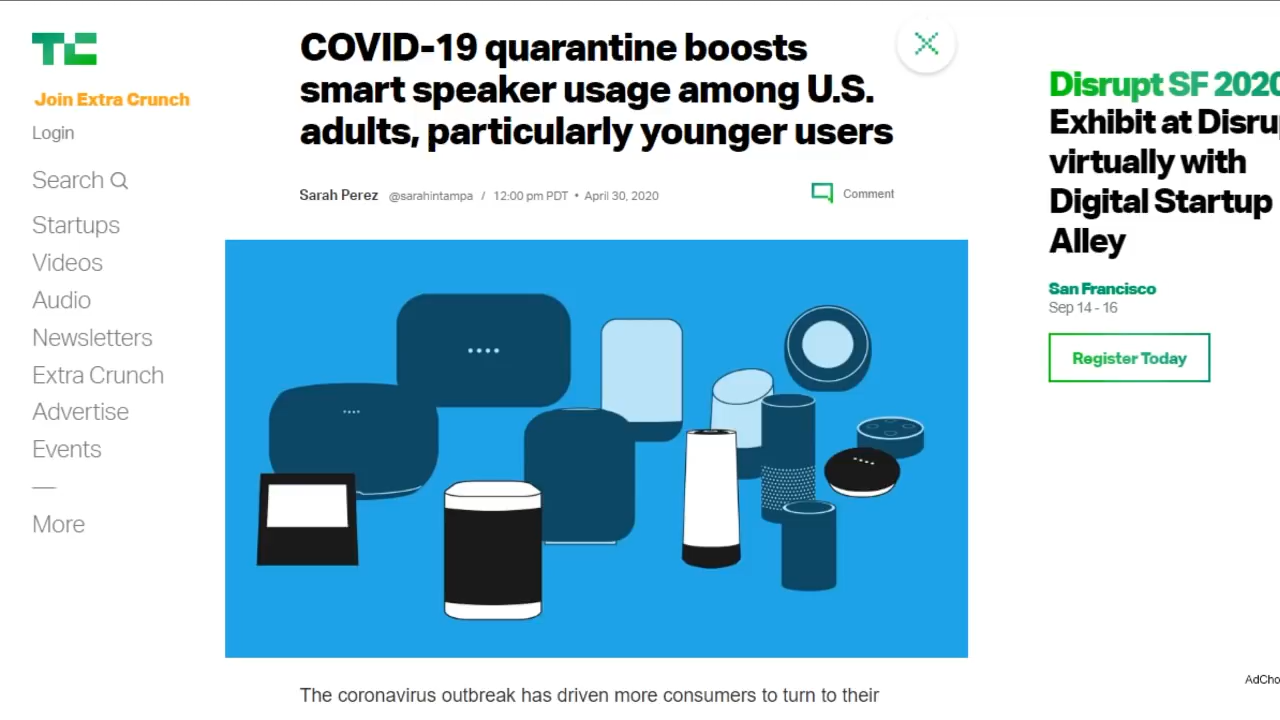 TC
Join Extra Crunch
Login
Search
Startups
Videos
Audio
Newsletters
Extra Crunch
Advertise
Events
More
COVID-19 quarantine boosts
smart speaker usage among U.S.
adults, particularly younger users
Sarah Perez @sarahintampa / 12:00 pm PDT • April 30, 2020
Comment
The coronavirus outbreak has driven more consumers to turn to their
Disrupt SF 2020
Exhibit at Disru
virtually with
Digital Startup
Alley
San Francisco
Sep 14 - 16
Register Today
AdCho